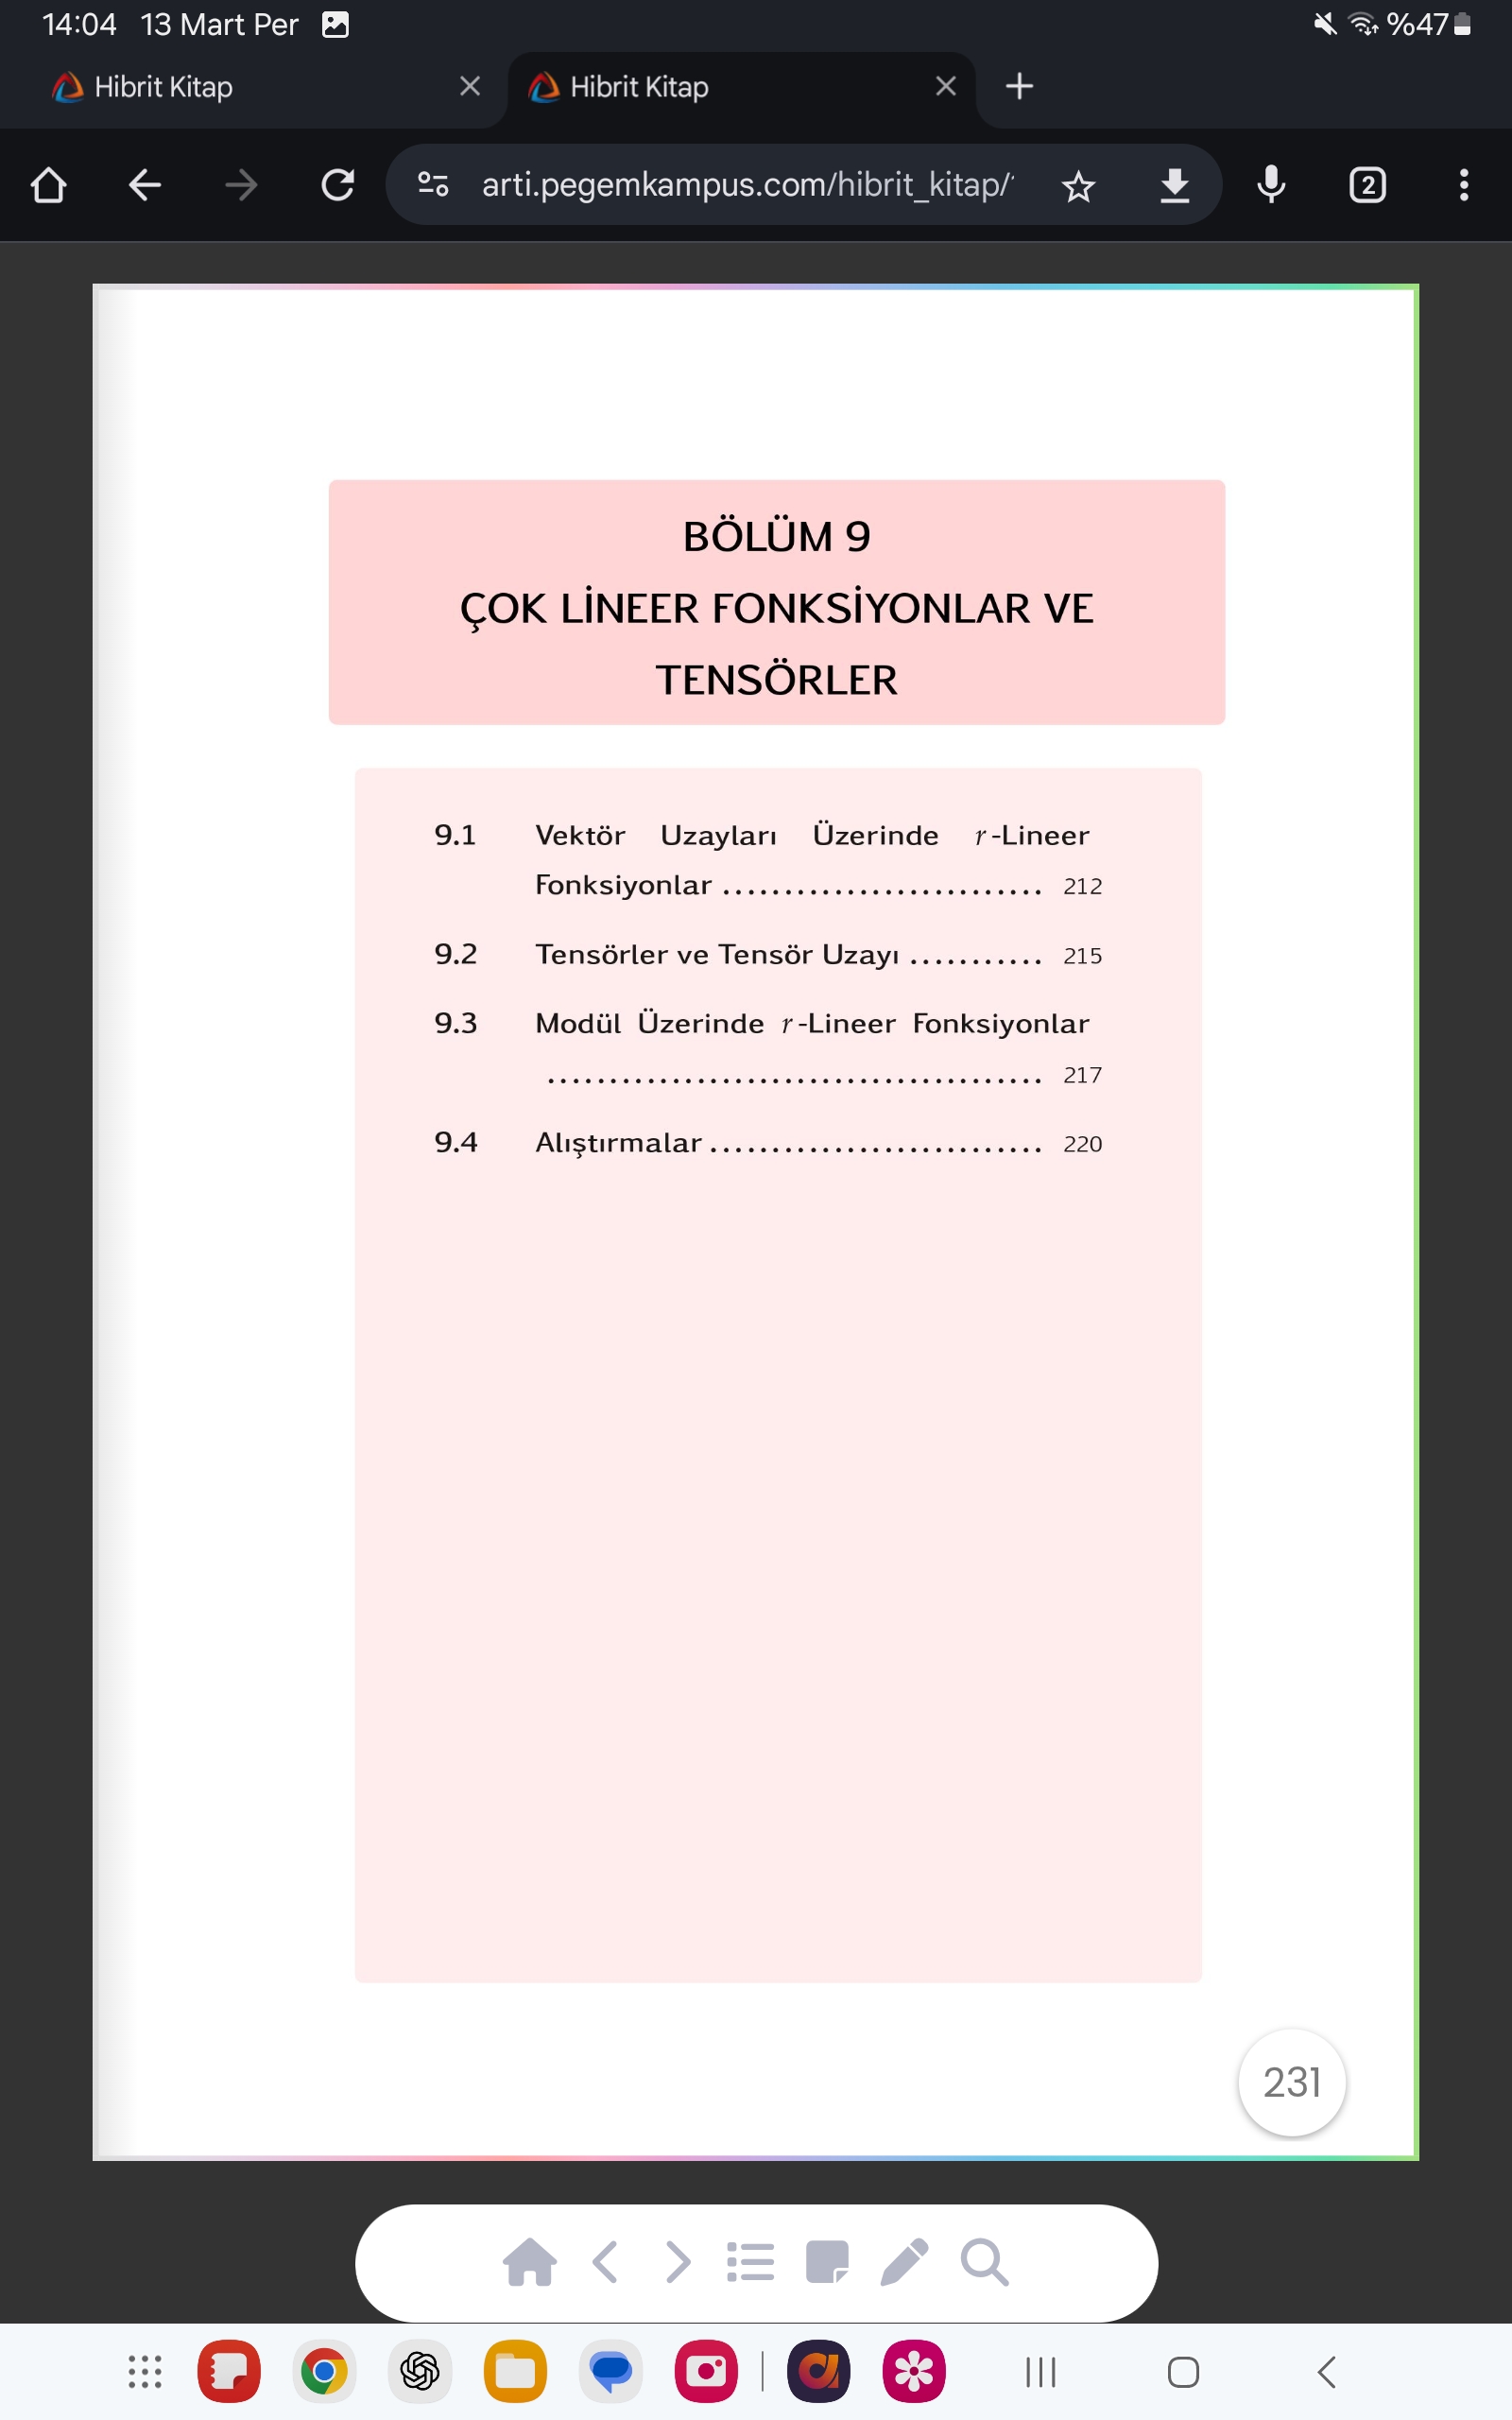 14:04 13 Mart Per %47
Hibrit Kitap Hibrit Kitap
arti.pegemkampus.com/hibrit_kitap/ 2
BÖLÜM 9
ÇOK LİNEER FONKSİYONLAR VE
TENSÖRLER
9.1 Vektör Uzayları Üzerinde r-Lineer
Fonksiyonlar .......................... 212
9.2 Tensörler ve Tensör Uzayı ........... 215
9.3 Modül Üzerinde r-Lineer Fonksiyonlar
........................................ 217
9.4 Alıştırmalar ........................... 220
231